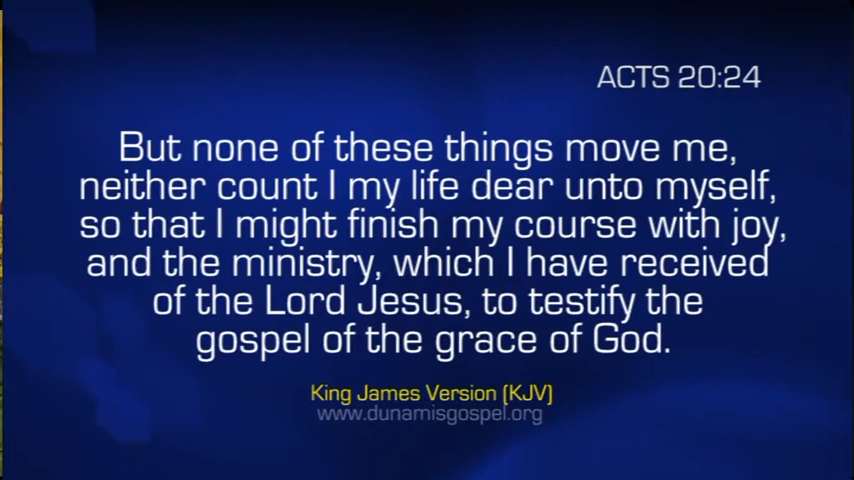 ACTS 20:24
But none of these things move me,
neither count I my life dear unto myself,
so that I might finish my course with joy,
and the ministry, which I have received
of the Lord Jesus, to testify the
gospel of the grace of God.
King James Version (KJV)
www.dunamisgospel.org